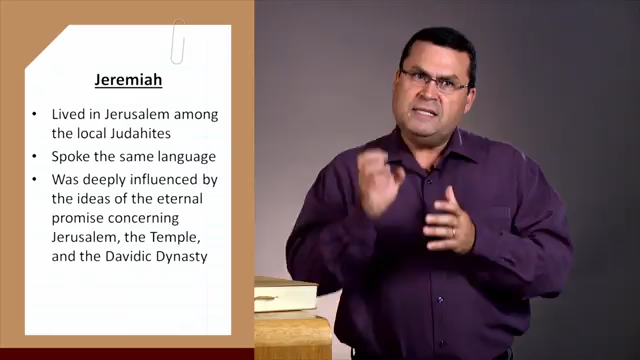 Jeremiah
• Lived in Jerusalem among
the local Judahites
• Spoke the same language
• Was deeply influenced by
the ideas of the eternal
promise concerning
Jerusalem, the Temple,
and the Davidic Dynasty